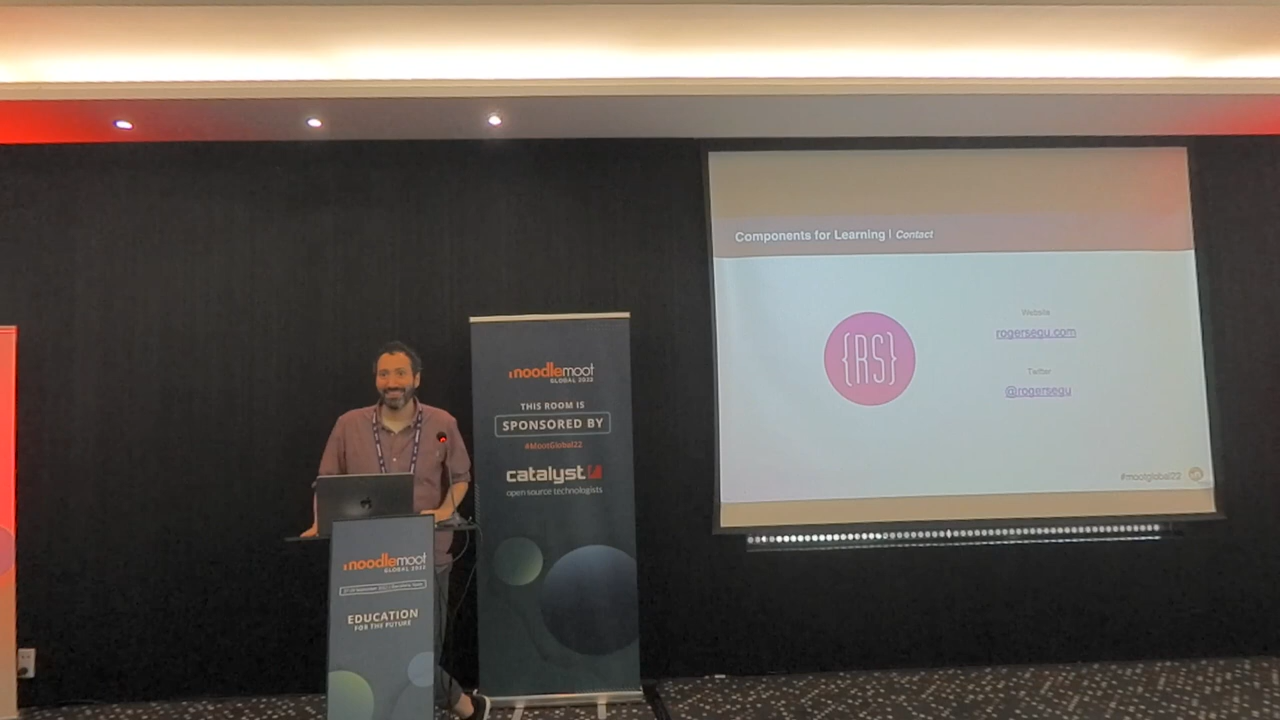 moodlemoot
GLOBAL 2022
THIS ROOM IS
SPONSORED BY
#MootGlobal22
catalyst
open source technologists
moodlemoot
GLOBAL 2022
EDUCATION
FOR THE FUTURE
Components for Learning | Contact
{RS}
Website
rogersegu.com
Twitter
@rogersegu
#mootglobal22